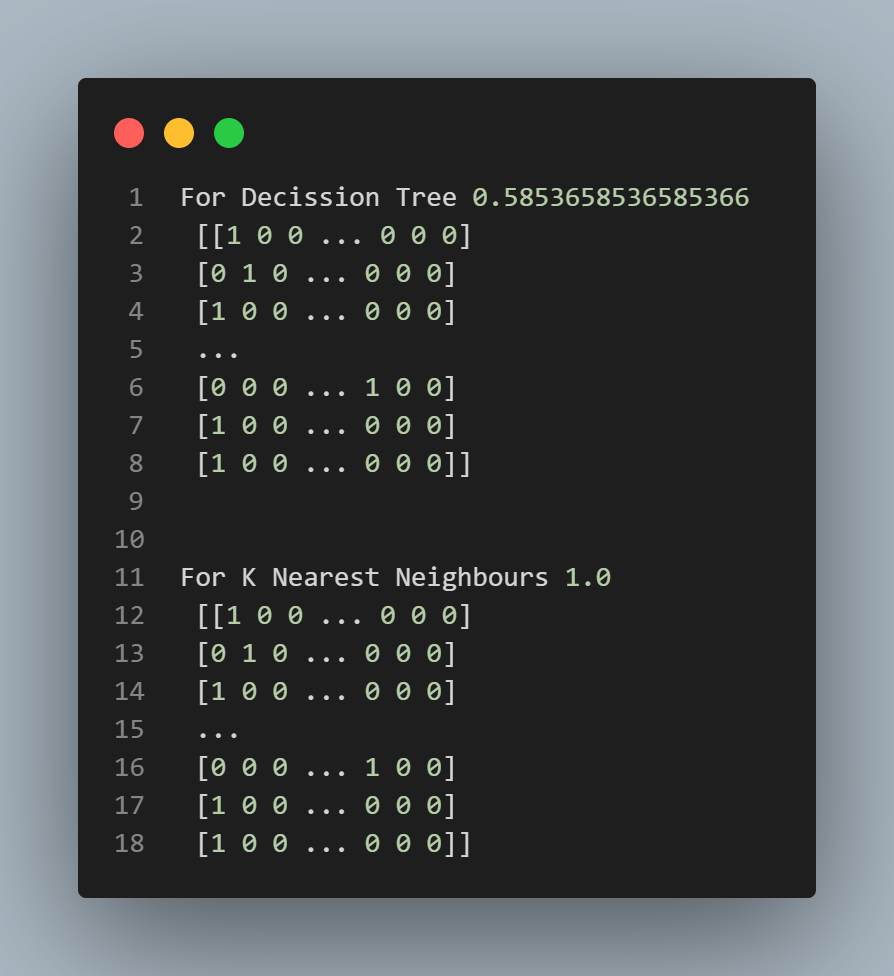 1 For Decission Tree 0.5853658536585366
2 [[1 0 0 ... 0 0 0]
3 [0 1 0 ... 0 0 0]
4 [1 0 0 ... 0 0 0]
5 ...
6 [0 0 0 ... 1 0 0]
7 [1 0 0 ... 0 0 0]
8 [1 0 0 ... 0 0 0]]
9
10
11 For K Nearest Neighbours 1.0
12 [[1 0 0 ... 0 0 0]
13 [0 1 0 ... 0 0 0]
14 [1 0 0 ... 0 0 0]
15 ...
16 [0 0 0 ... 1 0 0]
17 [1 0 0 ... 0 0 0]
18 [1 0 0 ... 0 0 0]]